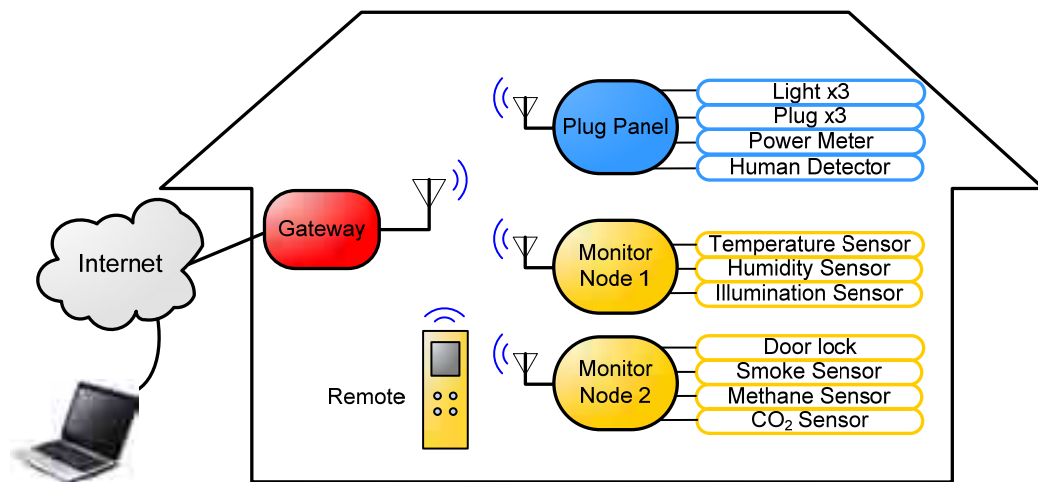 Light x3
Plug x3
Plug Panel
Power Meter
Human Detector
Gateway
Internet
Monitor
Node 1
Temperature Sensor
Humidity Sensor
Illumination Sensor
Remote
Monitor
Node 2
Door lock
Smoke Sensor
Methane Sensor
CO₂ Sensor